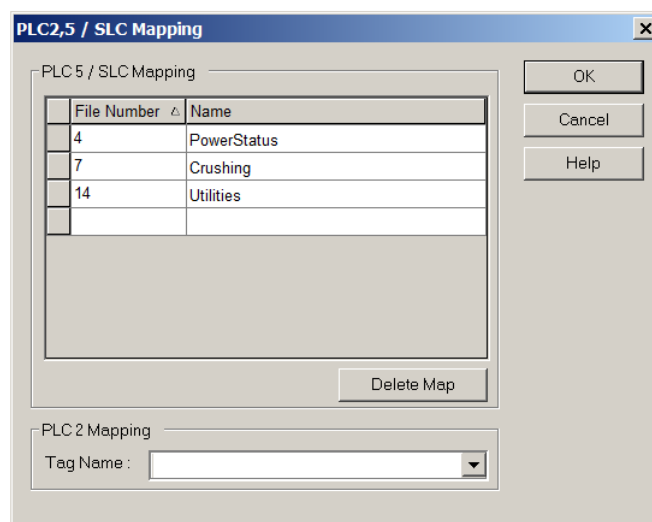 PLC2,5 / SLC Mapping
PLC 5 / SLC Mapping
File Number Name
4 PowerStatus
7 Crushing
14 Utilities
Delete Map
PLC 2 Mapping
Tag Name :
OK
Cancel
Help